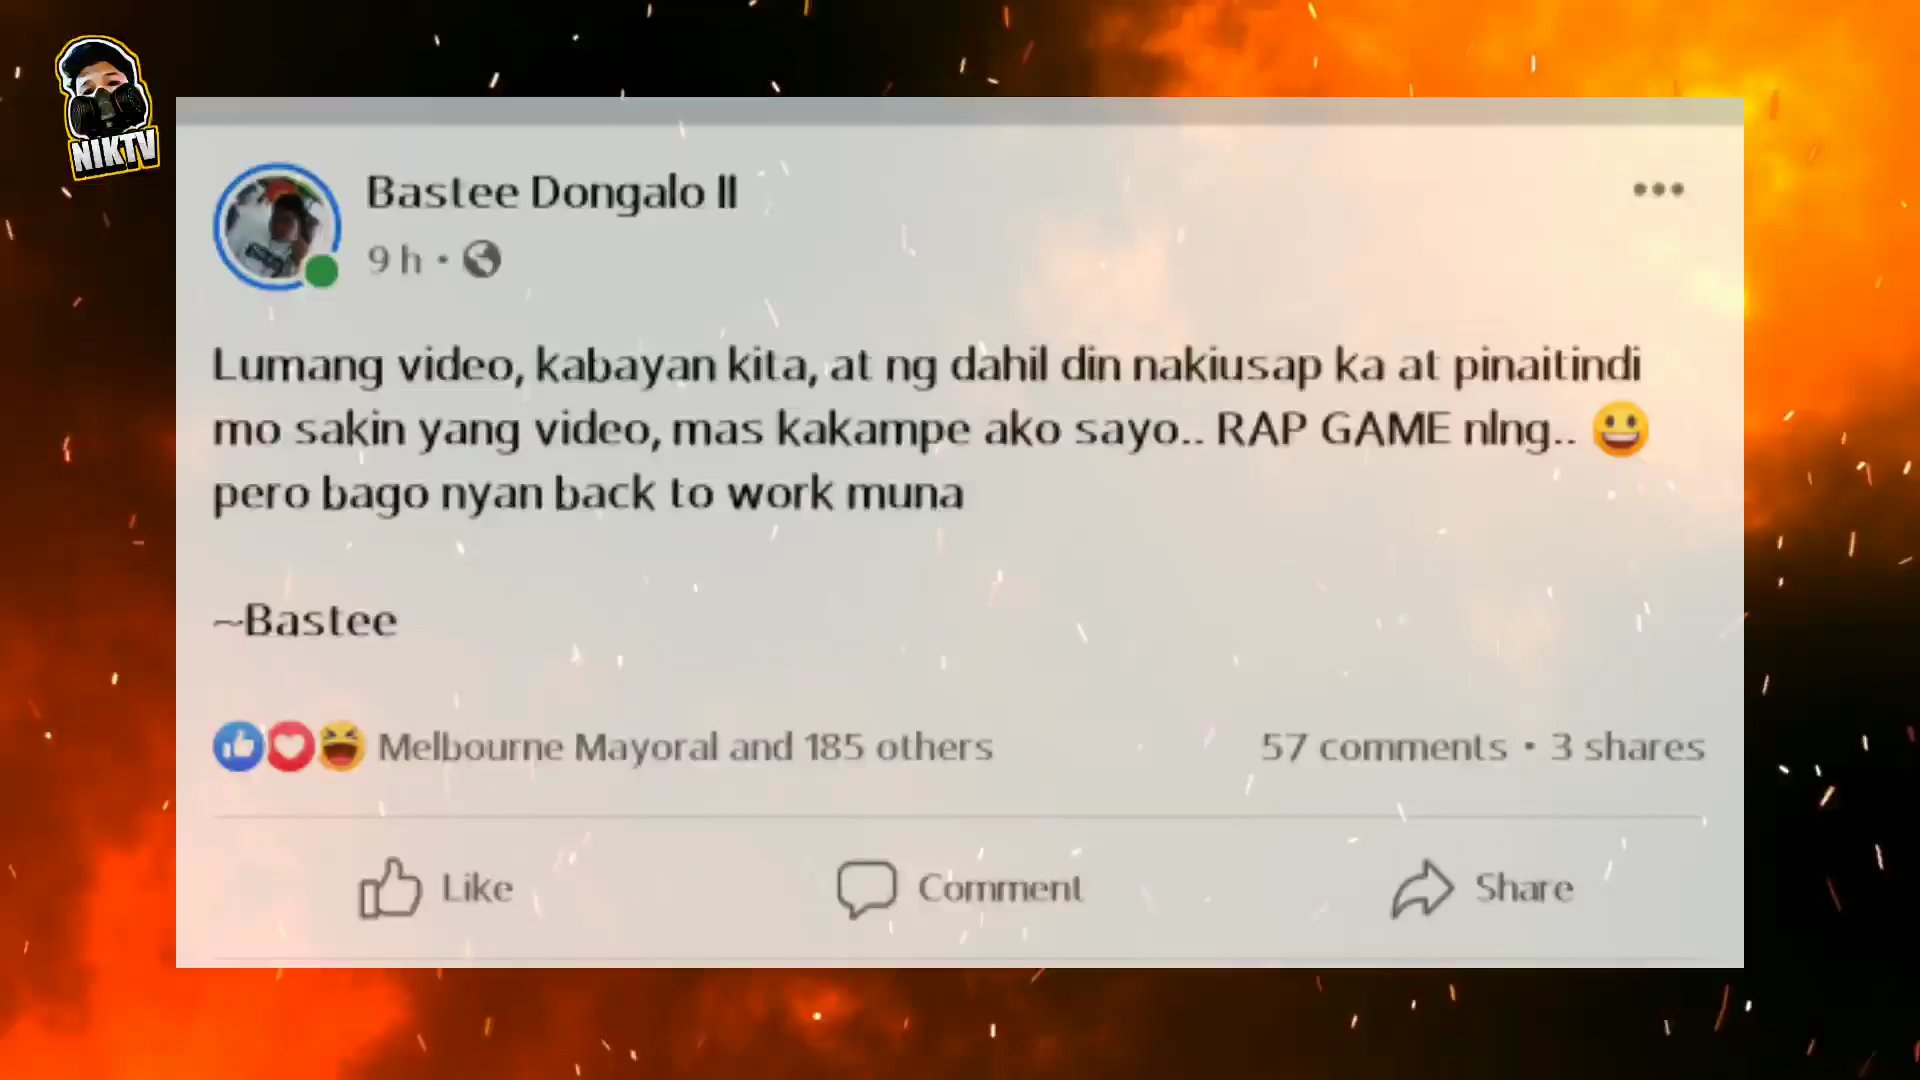 NIKTV
Bastee Dongalo II
9 h ·
Lumang video, kabayan kita, at ng dahil din nakiusap ka at pinaitindi
mo sakin yang video, mas kakampe ako sayo.. RAP GAME nlng.. 😀
pero bago nyan back to work muna
~Bastee
Melbourne Mayoral and 185 others
57 comments · 3 shares
Like
Comment
Share